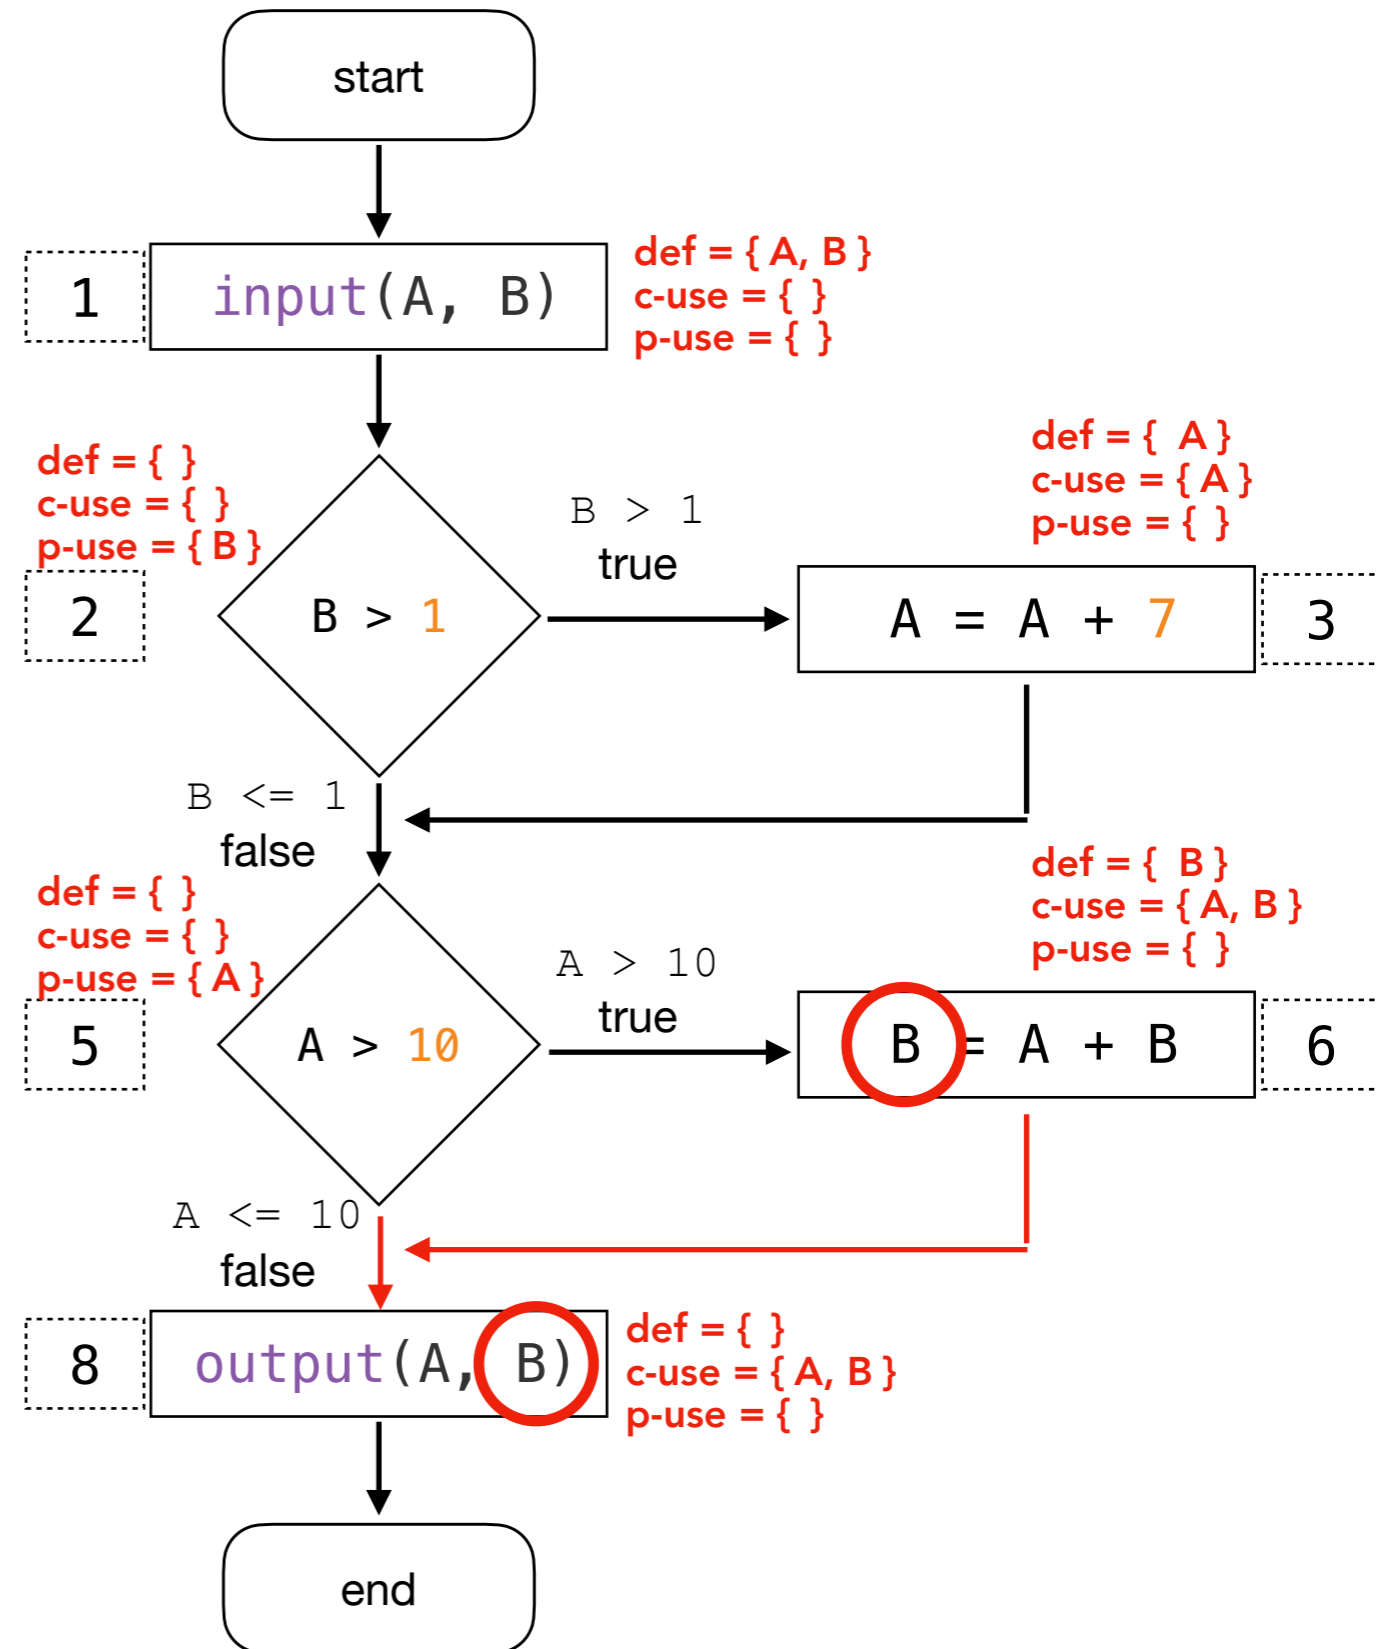 start
1
input(A, B)
def = { A, B }
c-use = { }
p-use = { }
def = { }
c-use = { }
p-use = { B }
2
B > 1
B > 1
true
def = { A }
c-use = { A }
p-use = { }
A = A + 7
3
B <= 1
false
def = { }
c-use = { }
p-use = { A }
5
A > 10
A > 10
true
def = { B }
c-use = { A, B }
p-use = { }
B = A + B
6
A <= 10
false
8
output(A, B)
def = { }
c-use = { A, B }
p-use = { }
end